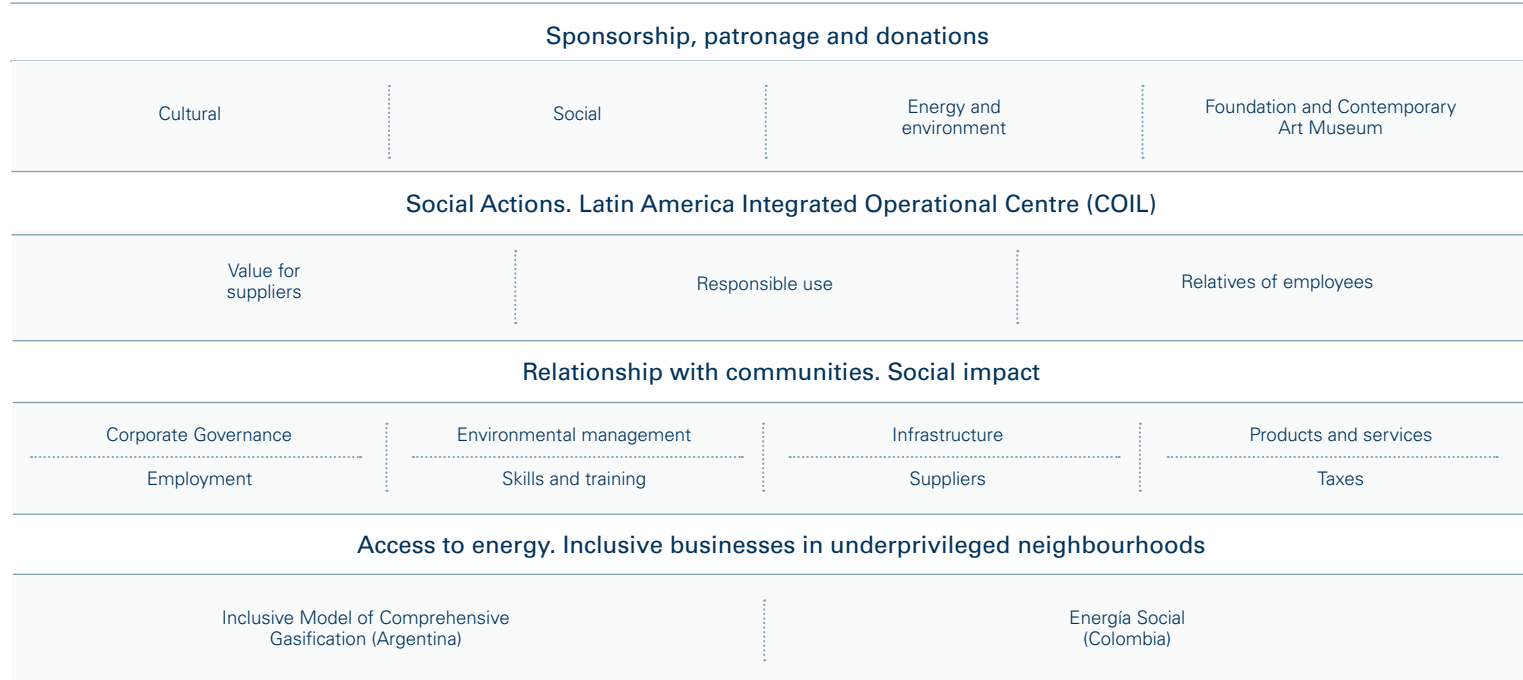 Sponsorship, patronage and donations
Cultural
Social
Energy and
environment
Foundation and Contemporary
Art Museum
Social Actions. Latin America Integrated Operational Centre (COIL)
Value for
suppliers
Responsible use
Relatives of employees
Relationship with communities. Social impact
Corporate Governance
Environmental management
Infrastructure
Products and services
Employment
Skills and training
Suppliers
Taxes
Access to energy. Inclusive businesses in underprivileged neighbourhoods
Inclusive Model of Comprehensive
Gasification (Argentina)
Energía Social
(Colombia)